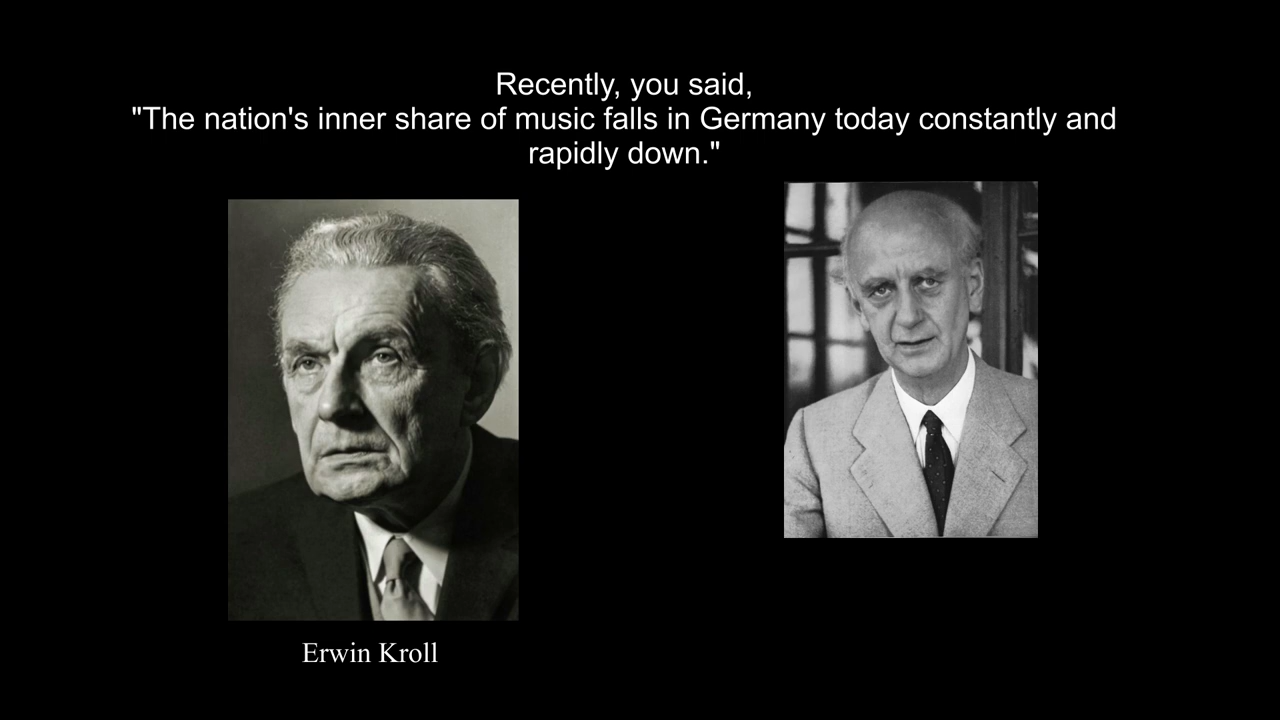 Recently, you said,
"The nation's inner share of music falls in Germany today constantly and
rapidly down."
Erwin Kroll